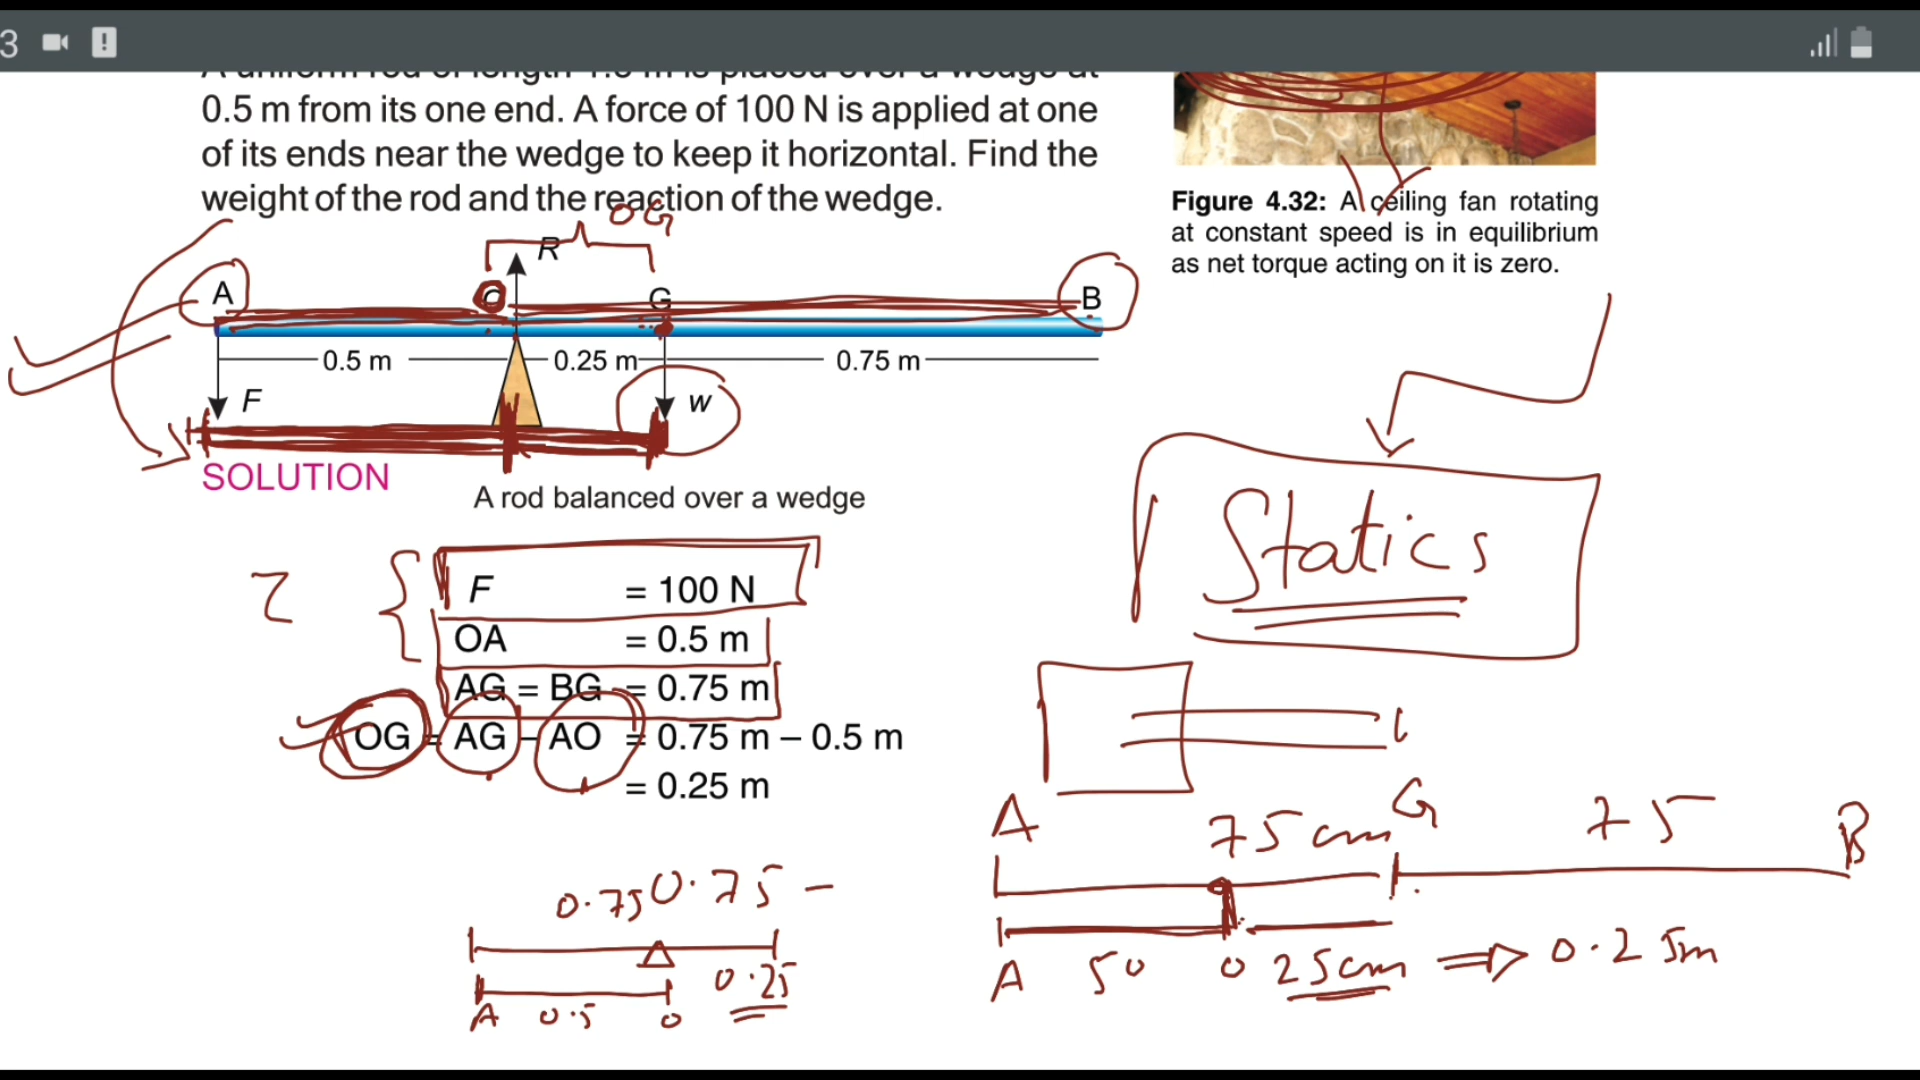 3
0.5 m from its one end. A force of 100 N is applied at one
of its ends near the wedge to keep it horizontal. Find the
weight of the rod and the reaction of the wedge.
OG
R
A
O
G
B
0.5 m
0.25 m
0.75 m
F
w
SOLUTION
A rod balanced over a wedge
F = 100 N
OA = 0.5 m
AG = BG = 0.75 m
OG = AG – AO = 0.75 m – 0.5 m
= 0.25 m
0.75 0.75 –
0.25
A 0.5 0
Figure 4.32: A ceiling fan rotating
at constant speed is in equilibrium
as net torque acting on it is zero.
Statics
A 75cm G 75 B
A 50 0 25cm ⇒ 0.25m